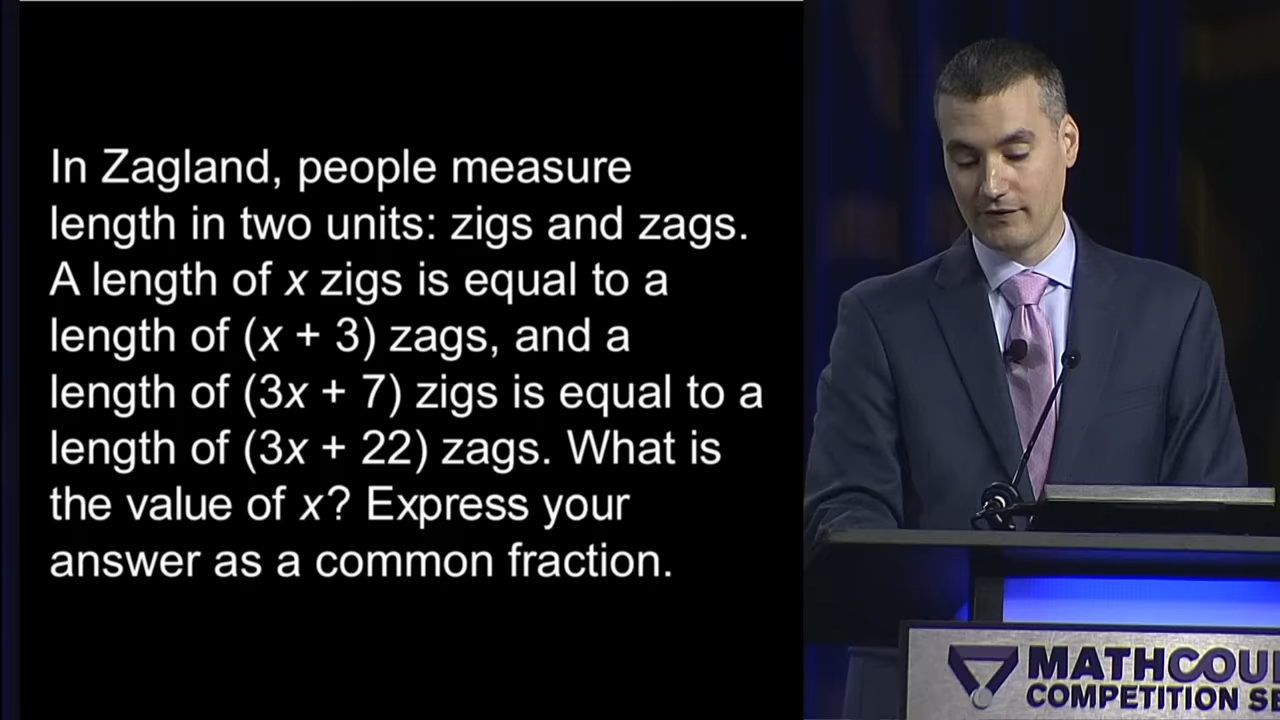 In Zagland, people measure
length in two units: zigs and zags.
A length of x zigs is equal to a
length of (x + 3) zags, and a
length of (3x + 7) zigs is equal to a
length of (3x + 22) zags. What is
the value of x? Express your
answer as a common fraction.
MATHCOU
COMPETITION SE